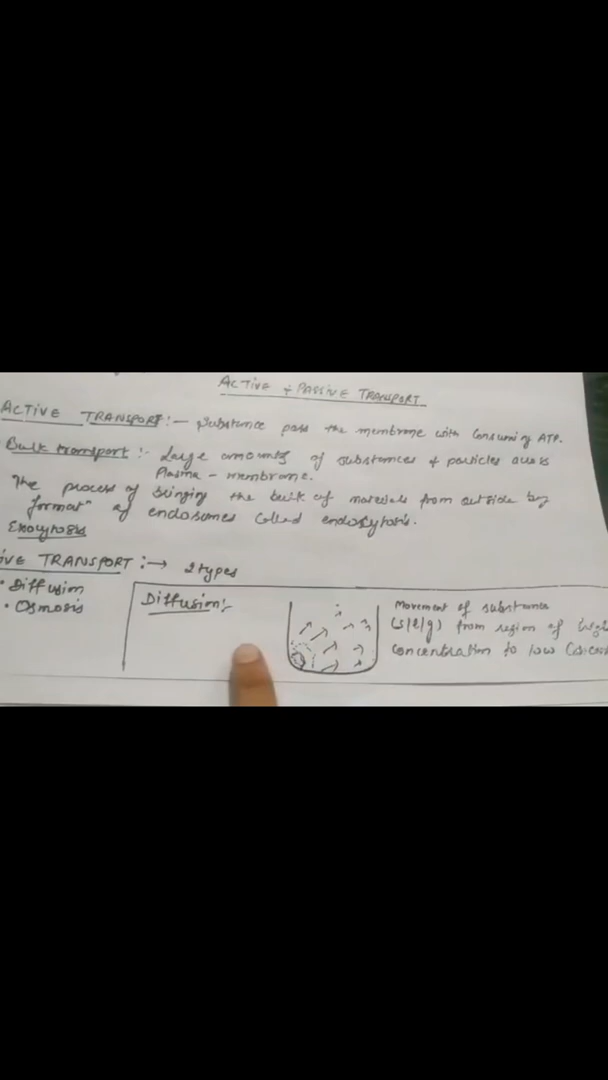 ACTIVE + PASSIVE TRANSPORT
ACTIVE TRANSPORT:- Substance pass the membrane with consuming ATP.
Bulk transport:- Large amounts of substances & particles across
Plasma-membrane.
The process of bringing the bulk of materials from outside by
format" of endosomes called endocytosis.
Exocytosis
IVE TRANSPORT:→ 2 types
• Diffusion
• Osmosis
Diffusion:-
Movement of substance
(s/l/g) from region of high
concentration to low